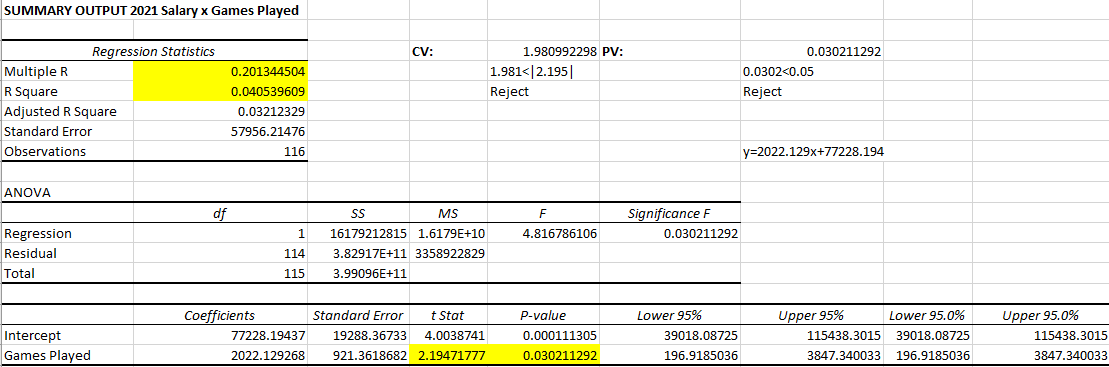 SUMMARY OUTPUT 2021 Salary x Games Played
Regression Statistics CV: 1.980992298 PV: 0.030211292
Multiple R 0.201344504 1.981<|2.195| 0.0302<0.05
R Square 0.040539609 Reject Reject
Adjusted R Square 0.03212329
Standard Error 57956.21476
Observations 116 y=2022.129x+77228.194
ANOVA
df SS MS F Significance F
Regression 1 16179212815 1.6179E+10 4.816786106 0.030211292
Residual 114 3.82917E+11 3358922829
Total 115 3.99096E+11
Coefficients Standard Error t Stat P-value Lower 95% Upper 95% Lower 95.0% Upper 95.0%
Intercept 77228.19437 19288.36733 4.0038741 0.000111305 39018.08725 115438.3015 39018.08725 115438.3015
Games Played 2022.129268 921.3618682 2.19471777 0.030211292 196.9185036 3847.340033 196.9185036 3847.340033